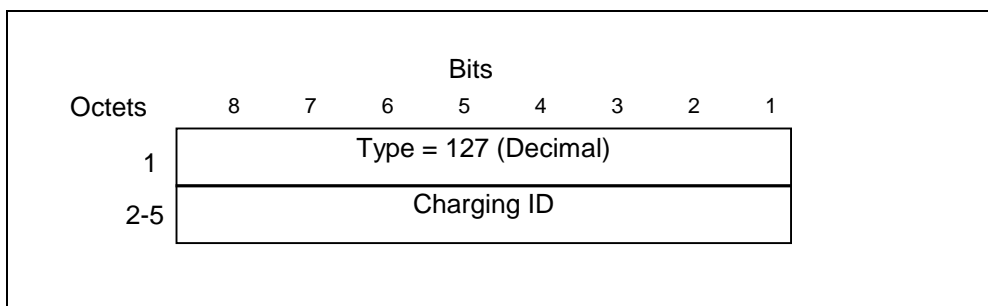 Bits
Octets 8 7 6 5 4 3 2 1
1 Type = 127 (Decimal)
2-5 Charging ID